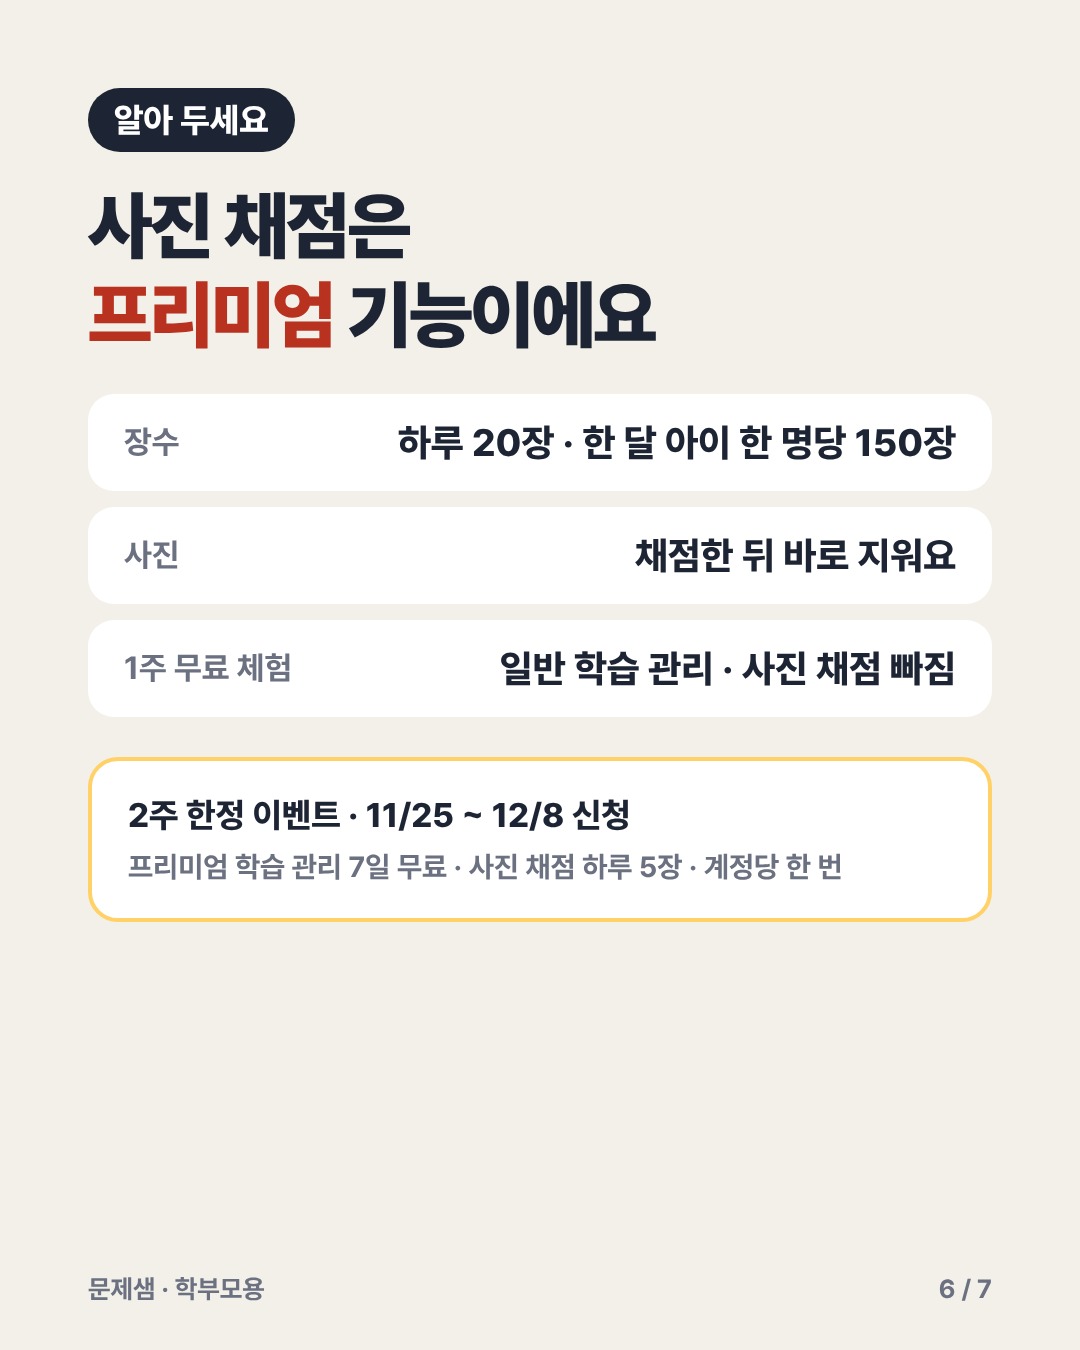 알아 두세요
사진 채점은
프리미엄 기능이에요
장수 하루 20장 · 한 달 아이 한 명당 150장
사진 채점한 뒤 바로 지워요
1주 무료 체험 일반 학습 관리 · 사진 채점 빠짐
2주 한정 이벤트 · 11/25 ~ 12/8 신청
프리미엄 학습 관리 7일 무료 · 사진 채점 하루 5장 · 계정당 한 번
문제샘 · 학부모용 6 / 7